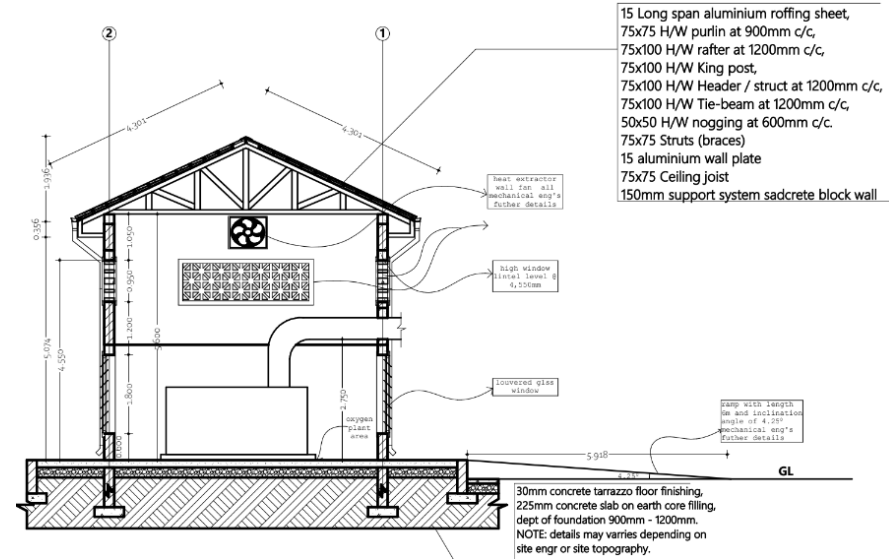 15 Long span aluminium roffing sheet,
75x75 H/W purlin at 900mm c/c,
75x100 H/W rafter at 1200mm c/c,
75x100 H/W King post,
75x100 H/W Header / struct at 1200mm c/c,
75x100 H/W Tie-beam at 1200mm c/c,
50x50 H/W nogging at 600mm c/c.
75x75 Struts (braces)
15 aluminium wall plate
75x75 Ceiling joist
150mm support system sadcrete block wall
2
1
4.301
4.301
1.936
0.356
1.050
0.950
1.200
1.800
0.600
5.600
5.074
4.550
2.750
heat extractor
wall fan all
mechanical eng's
futher details
high window
lintel level @
4,550mm
louvered glss
window
oxygen
plant
area
ramp with length
6m and inclination
angle of 4.25°
mechanical eng's
futher details
5.918
4.25°
GL
30mm concrete tarrazzo floor finishing,
225mm concrete slab on earth core filling,
dept of foundation 900mm - 1200mm.
NOTE: details may varries depending on
site engr or site topography.